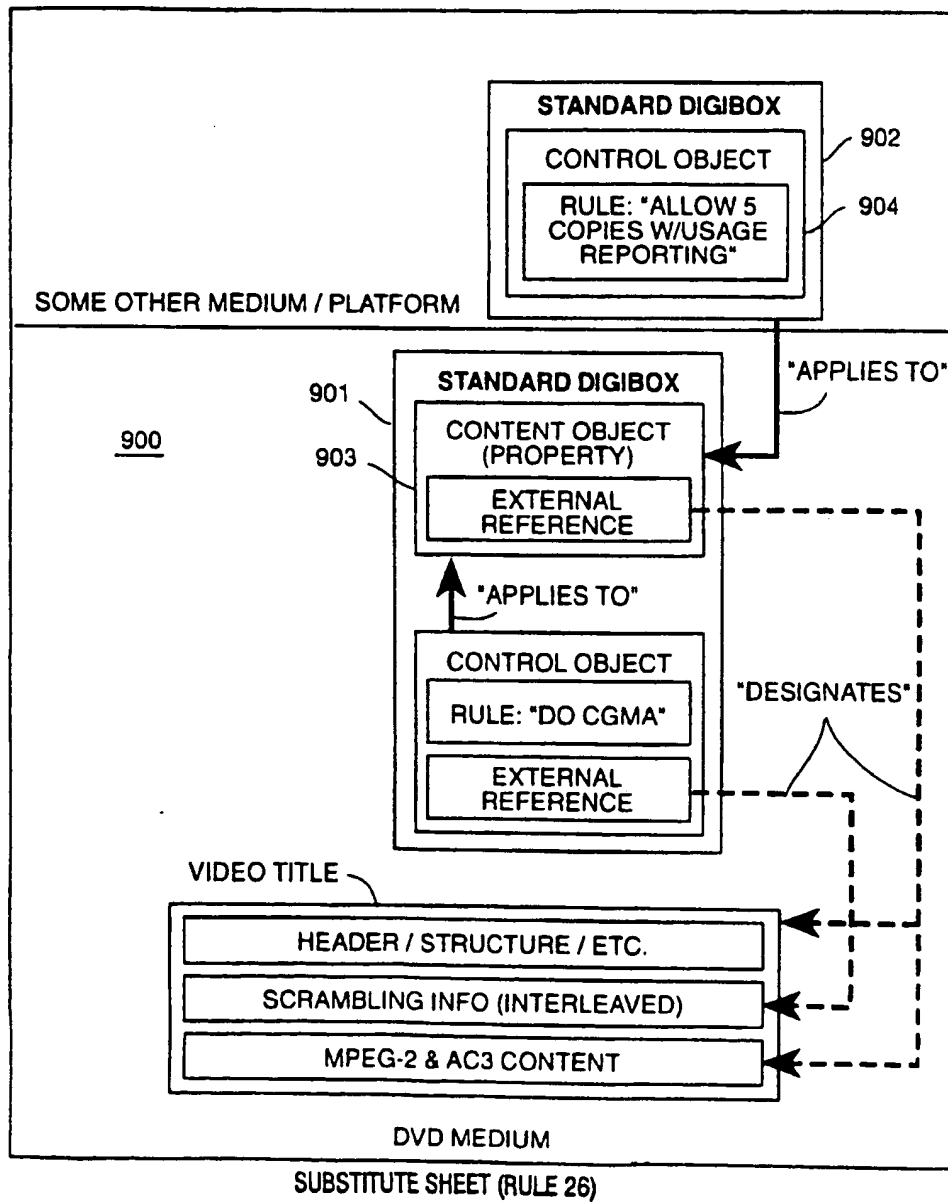 STANDARD DIGIBOX
902
CONTROL OBJECT
RULE: "ALLOW 5
COPIES W/USAGE
REPORTING"
904
SOME OTHER MEDIUM / PLATFORM
"APPLIES TO"
STANDARD DIGIBOX
901
CONTENT OBJECT
(PROPERTY)
900
903
EXTERNAL
REFERENCE
"APPLIES TO"
CONTROL OBJECT
"DESIGNATES"
RULE: "DO CGMA"
EXTERNAL
REFERENCE
VIDEO TITLE
HEADER / STRUCTURE / ETC.
SCRAMBLING INFO (INTERLEAVED)
MPEG-2 & AC3 CONTENT
DVD MEDIUM
SUBSTITUTE SHEET (RULE 26)